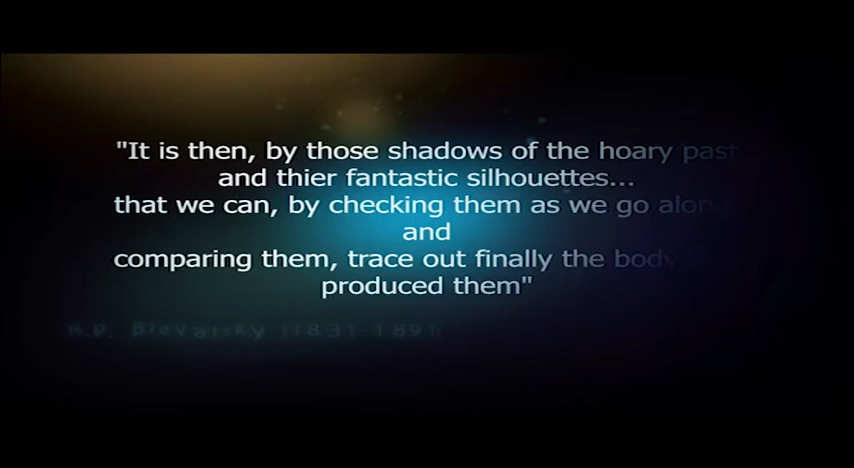 "It is then, by those shadows of the hoary past
and thier fantastic silhouettes...
that we can, by checking them as we go along
and
comparing them, trace out finally the body
produced them"
H.P. Blavatsky (1831-1891